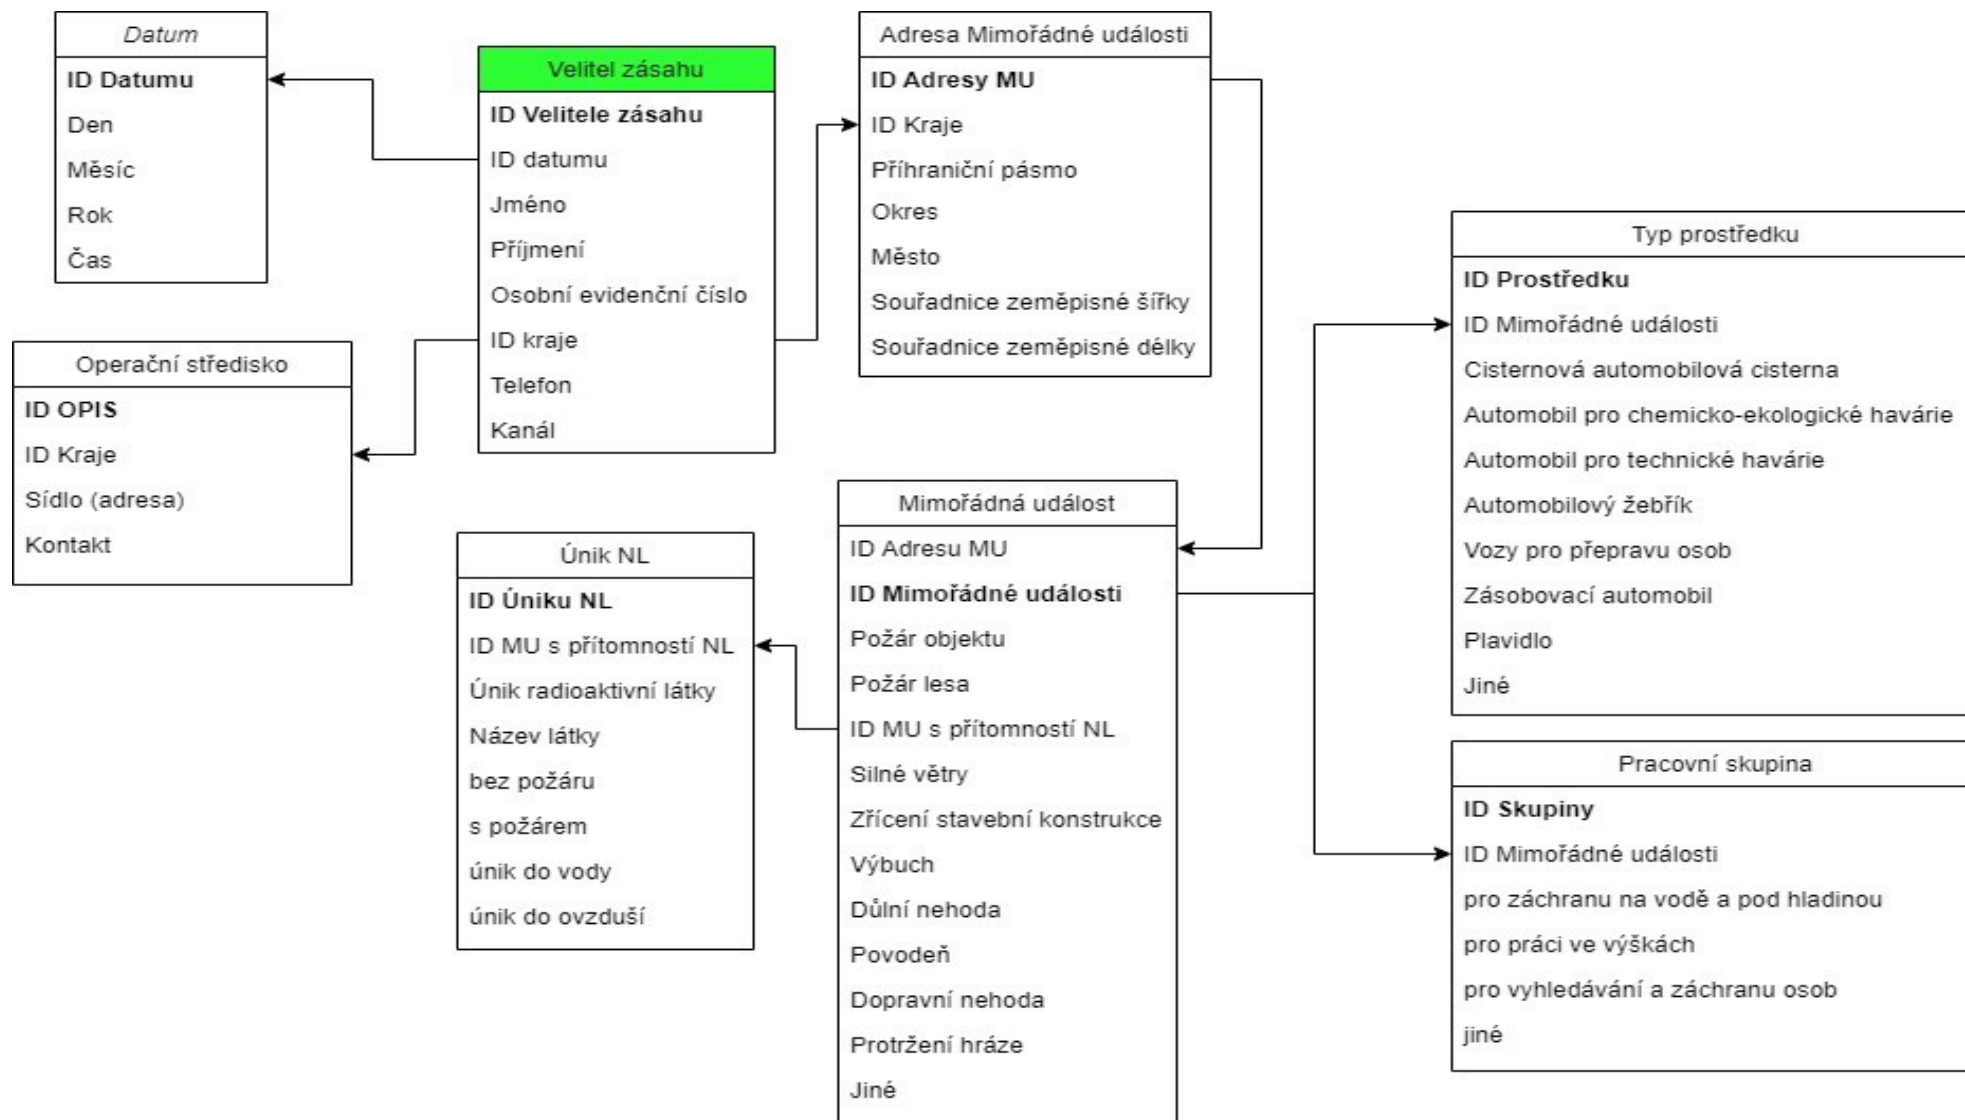 Datum
ID Datumu
Den
Měsíc
Rok
Čas
Velitel zásahu
ID Velitele zásahu
ID datumu
Jméno
Příjmení
Osobní evidenční číslo
ID kraje
Telefon
Kanál
Adresa Mimořádné události
ID Adresy MU
ID Kraje
Příhraniční pásmo
Okres
Město
Souřadnice zeměpisné šířky
Souřadnice zeměpisné délky
Operační středisko
ID OPIS
ID Kraje
Sídlo (adresa)
Kontakt
Únik NL
ID Úniku NL
ID MU s přítomností NL
Únik radioaktivní látky
Název látky
bez požáru
s požárem
únik do vody
únik do ovzduší
Mimořádná událost
ID Adresu MU
ID Mimořádné události
Požár objektu
Požár lesa
ID MU s přítomností NL
Silné větry
Zřícení stavební konstrukce
Výbuch
Důlní nehoda
Povodeň
Dopravní nehoda
Protržení hráze
Jiné
Typ prostředku
ID Prostředku
ID Mimořádné události
Cisternová automobilová cisterna
Automobil pro chemicko-ekologické havárie
Automobil pro technické havárie
Automobilový žebřík
Vozy pro přepravu osob
Zásobovací automobil
Plavidlo
Jiné
Pracovní skupina
ID Skupiny
ID Mimořádné události
pro záchranu na vodě a pod hladinou
pro práci ve výškách
pro vyhledávání a záchranu osob
jiné